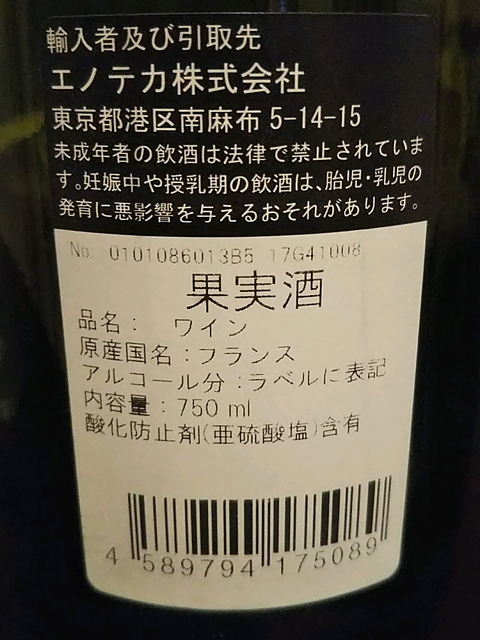 輸入者及び引取先
エノテカ株式会社
東京都港区南麻布 5-14-15
未成年者の飲酒は法律で禁止されていま
す。妊娠中や授乳期の飲酒は、胎児・乳児の
発育に悪影響を与えるおそれがあります。
No. 0101086013B5 17G41008
果実酒
品名： ワイン
原産国名：フランス
アルコール分：ラベルに表記
内容量：750 ml
酸化防止剤(亜硫酸塩)含有
4 589794 175089